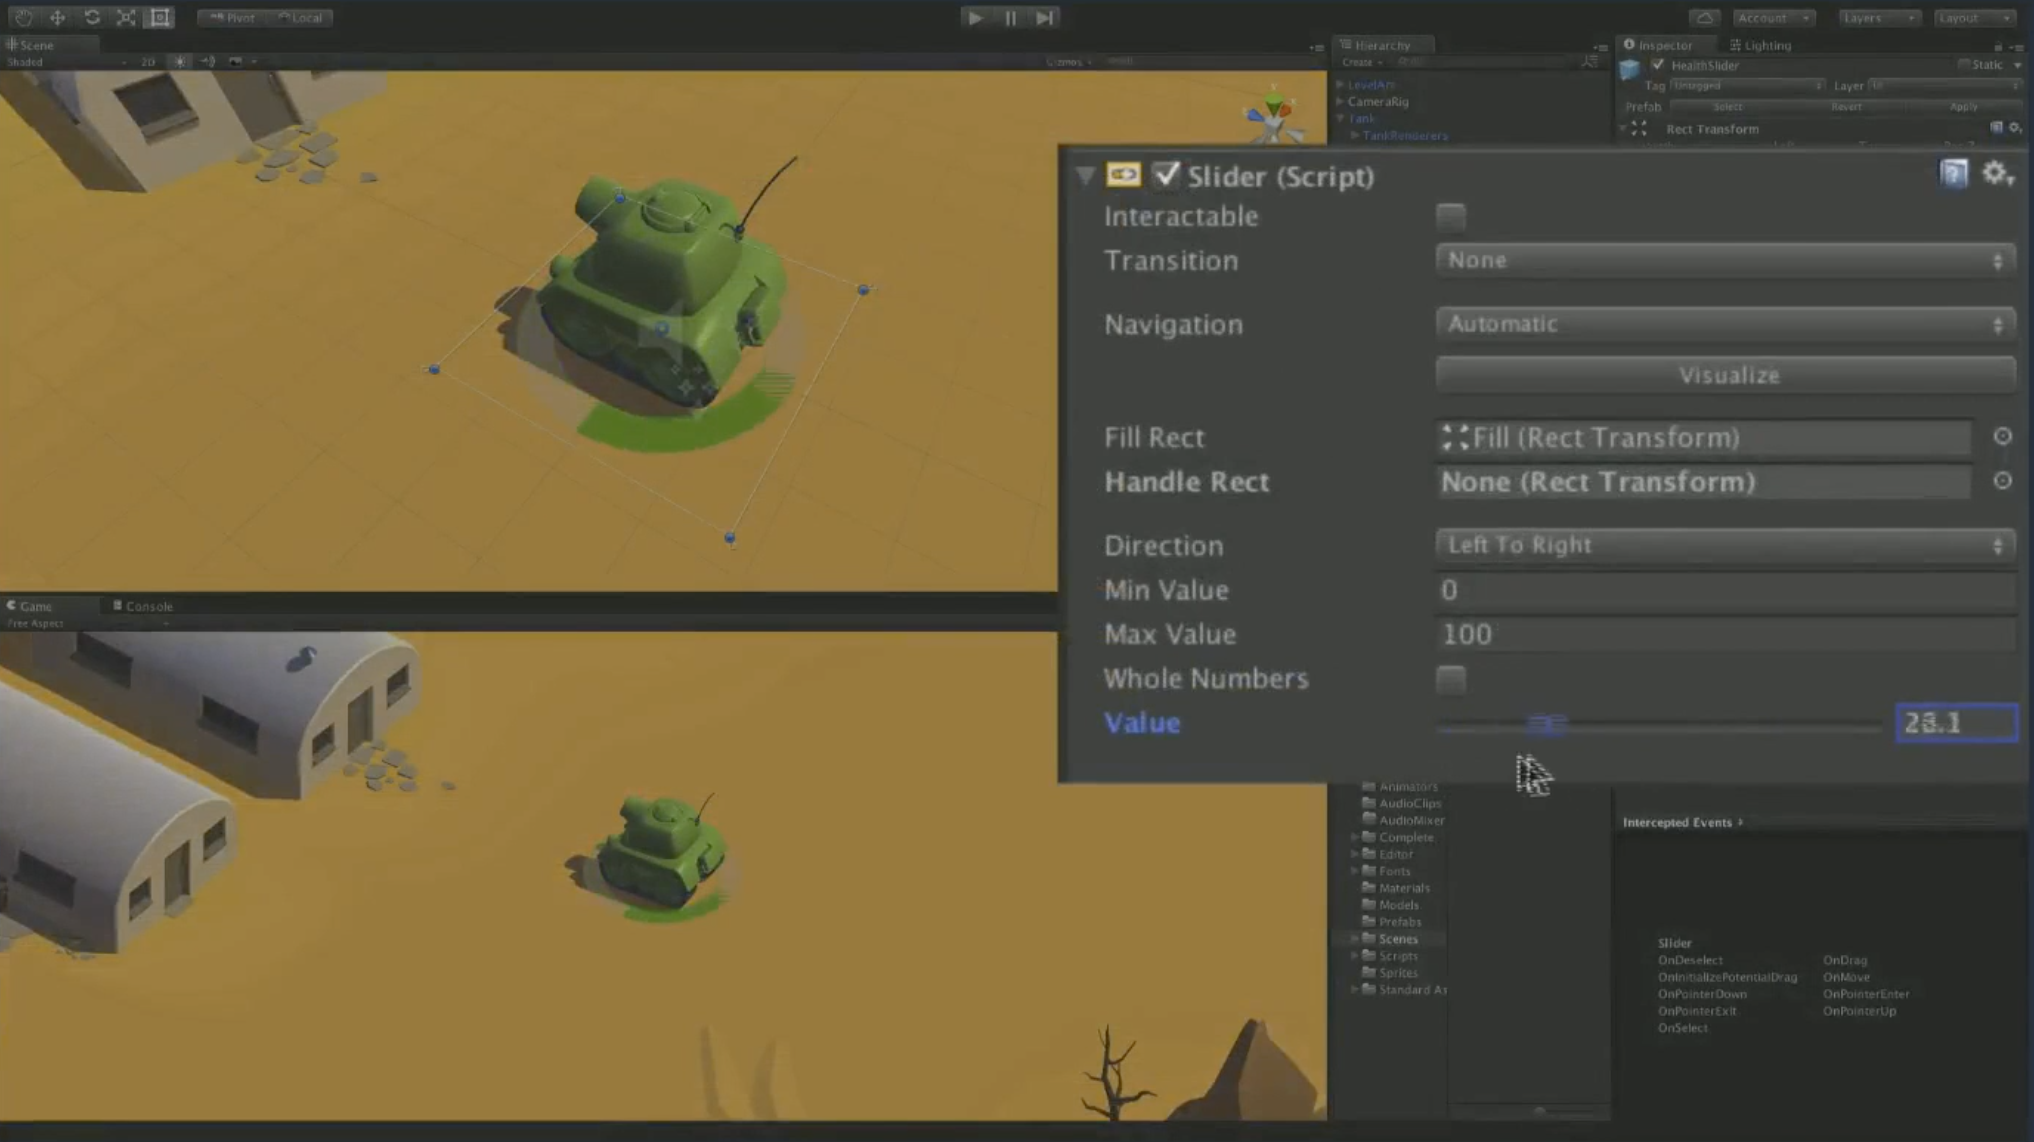 Pivot Local
Account Layers Layout
Scene
Shaded 2D Gizmos
Hierarchy
Create
LevelArt
CameraRig
Tank
TankRenderers
Inspector Lighting
HealthSlider Static
Tag Untagged Layer UI
Prefab Select Revert Apply
Rect Transform
Slider (Script)
Interactable
Transition None
Navigation Automatic
Visualize
Fill Rect Fill (Rect Transform)
Handle Rect None (Rect Transform)
Direction Left To Right
Min Value 0
Max Value 100
Whole Numbers
Value
Game Console
Free Aspect
Animators
AudioClips
AudioMixer
Complete
Editor
Fonts
Materials
Models
Prefabs
Scenes
Scripts
Sprites
Standard As
Intercepted Events
Slider
OnDeselect OnDrag
OnInitializePotentialDrag OnMove
OnPointerDown OnPointerEnter
OnPointerExit OnPointerUp
OnSelect